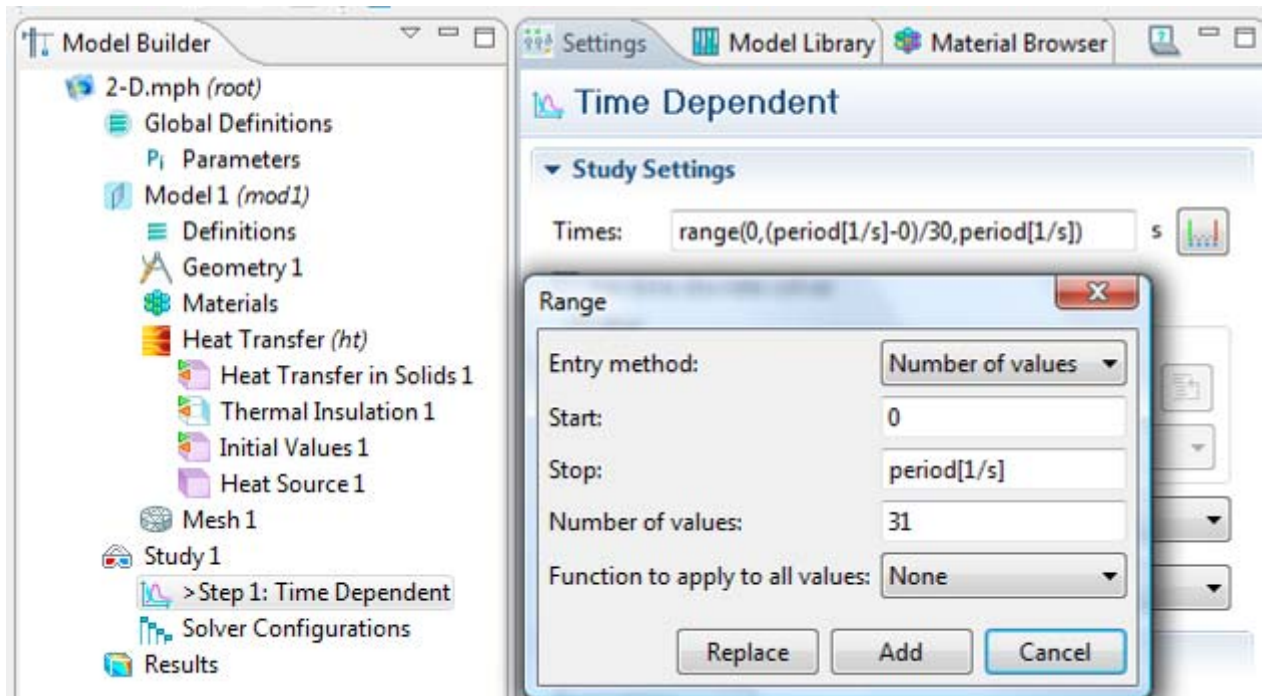 Model Builder
2-D.mph (root)
Global Definitions
Pi Parameters
Model 1 (mod1)
Definitions
Geometry 1
Materials
Heat Transfer (ht)
Heat Transfer in Solids 1
Thermal Insulation 1
Initial Values 1
Heat Source 1
Mesh 1
Study 1
>Step 1: Time Dependent
Solver Configurations
Results
Settings Model Library Material Browser
Time Dependent
Study Settings
Times: range(0,(period[1/s]-0)/30,period[1/s]) s
Range
Entry method: Number of values
Start: 0
Stop: period[1/s]
Number of values: 31
Function to apply to all values: None
Replace Add Cancel